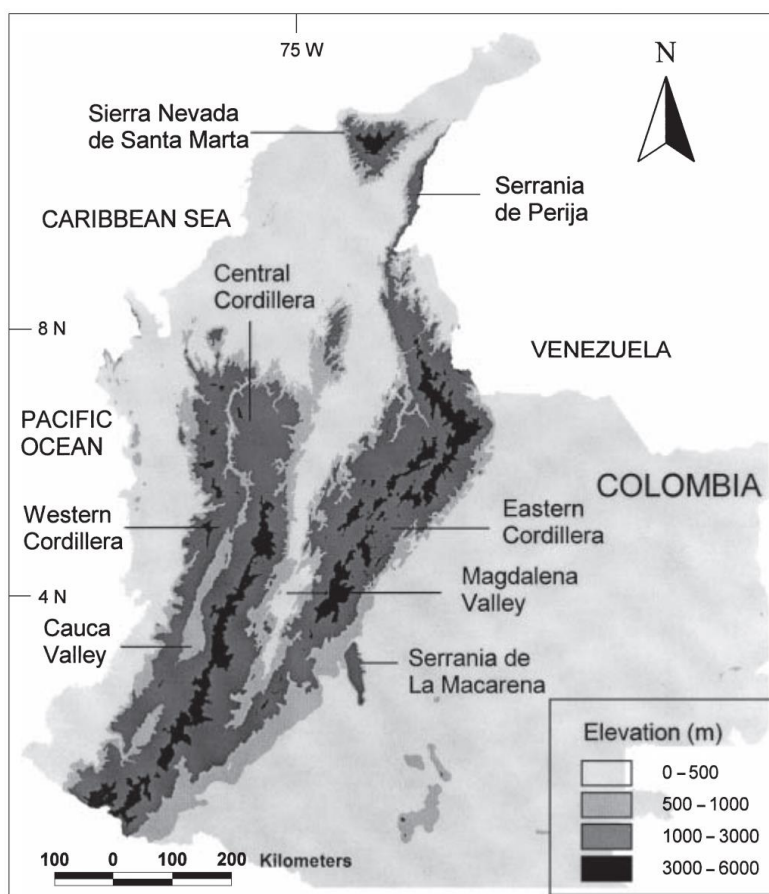 75 W
N
Sierra Nevada
de Santa Marta
Serrania
de Perija
CARIBBEAN SEA
Central
Cordillera
8 N
VENEZUELA
PACIFIC
OCEAN
COLOMBIA
Western
Cordillera
Eastern
Cordillera
Magdalena
Valley
4 N
Cauca
Valley
Serrania de
La Macarena
Elevation (m)
0 – 500
500 – 1000
1000 – 3000
3000 – 6000
100 0 100 200 Kilometers